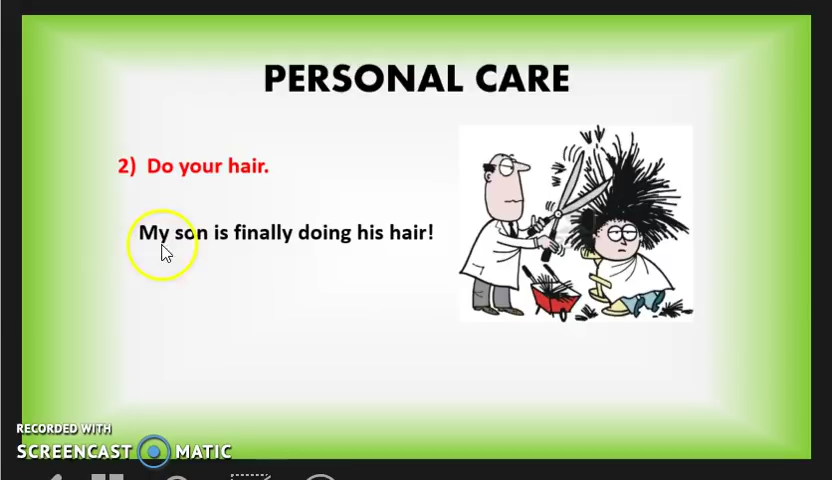 PERSONAL CARE
2) Do your hair.
My son is finally doing his hair!
RECORDED WITH
SCREENCAST MATIC